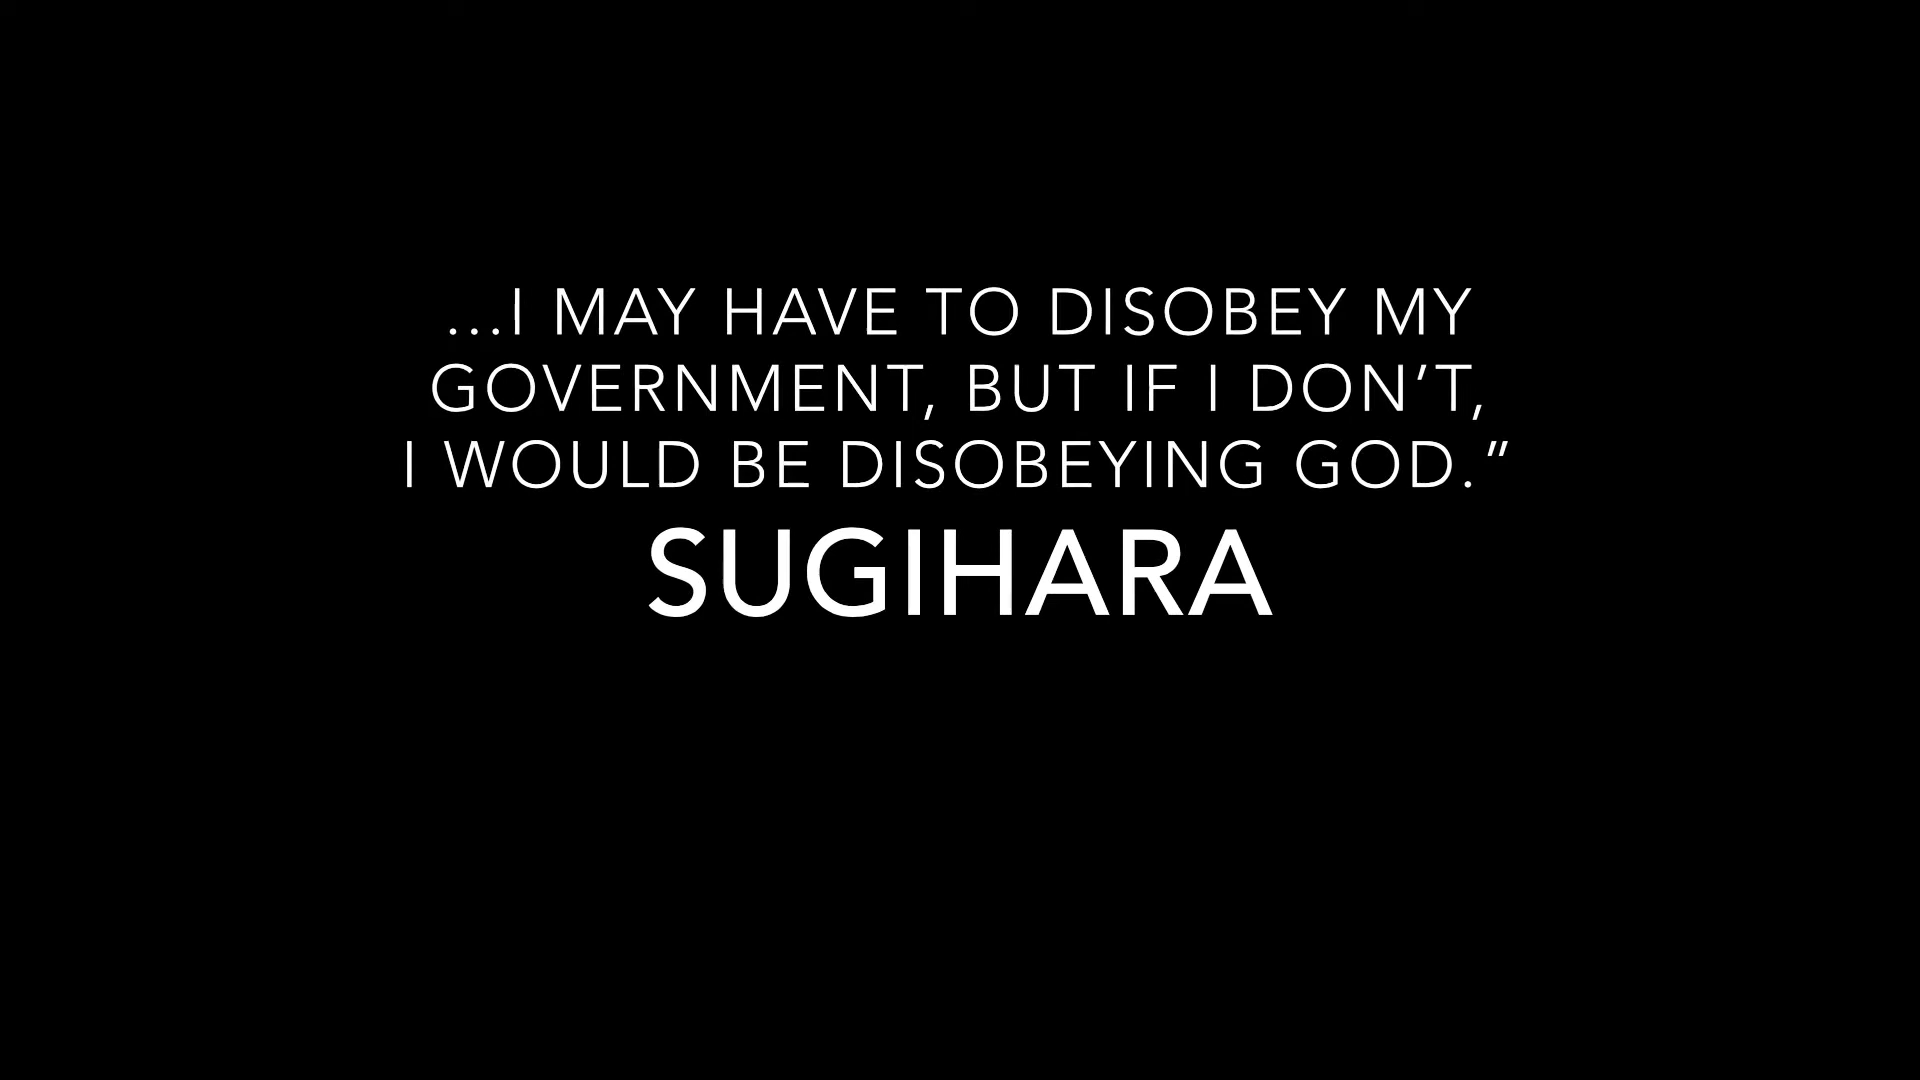 ...I MAY HAVE TO DISOBEY MY
GOVERNMENT, BUT IF I DON’T,
I WOULD BE DISOBEYING GOD.”
SUGIHARA